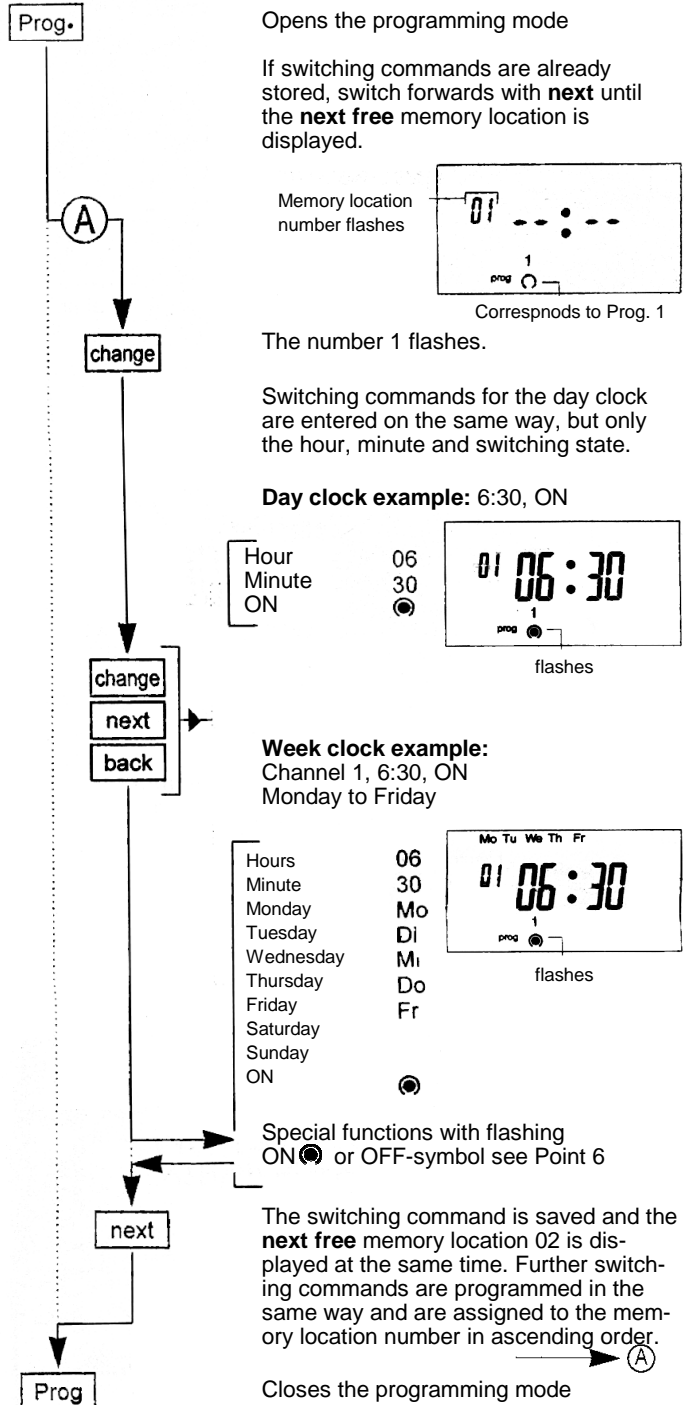 Prog.
Opens the programming mode
If switching commands are already
stored, switch forwards with next until
the next free memory location is
displayed.
Memory location
number flashes
01 --:--
1
prog
Correspnods to Prog. 1
A
change
The number 1 flashes.
Switching commands for the day clock
are entered on the same way, but only
the hour, minute and switching state.
Day clock example: 6:30, ON
Hour 06
Minute 30
ON
01 06:30
1
prog
flashes
change
next
back
Week clock example:
Channel 1, 6:30, ON
Monday to Friday
Hours 06
Minute 30
Monday Mo
Tuesday Di
Wednesday Mi
Thursday Do
Friday Fr
Saturday
Sunday
ON
Mo Tu We Th Fr
01 06:30
1
prog
flashes
Special functions with flashing
ON or OFF-symbol see Point 6
next
The switching command is saved and the
next free memory location 02 is dis-
played at the same time. Further switch-
ing commands are programmed in the
same way and are assigned to the mem-
ory location number in ascending order.
A
Prog
Closes the programming mode